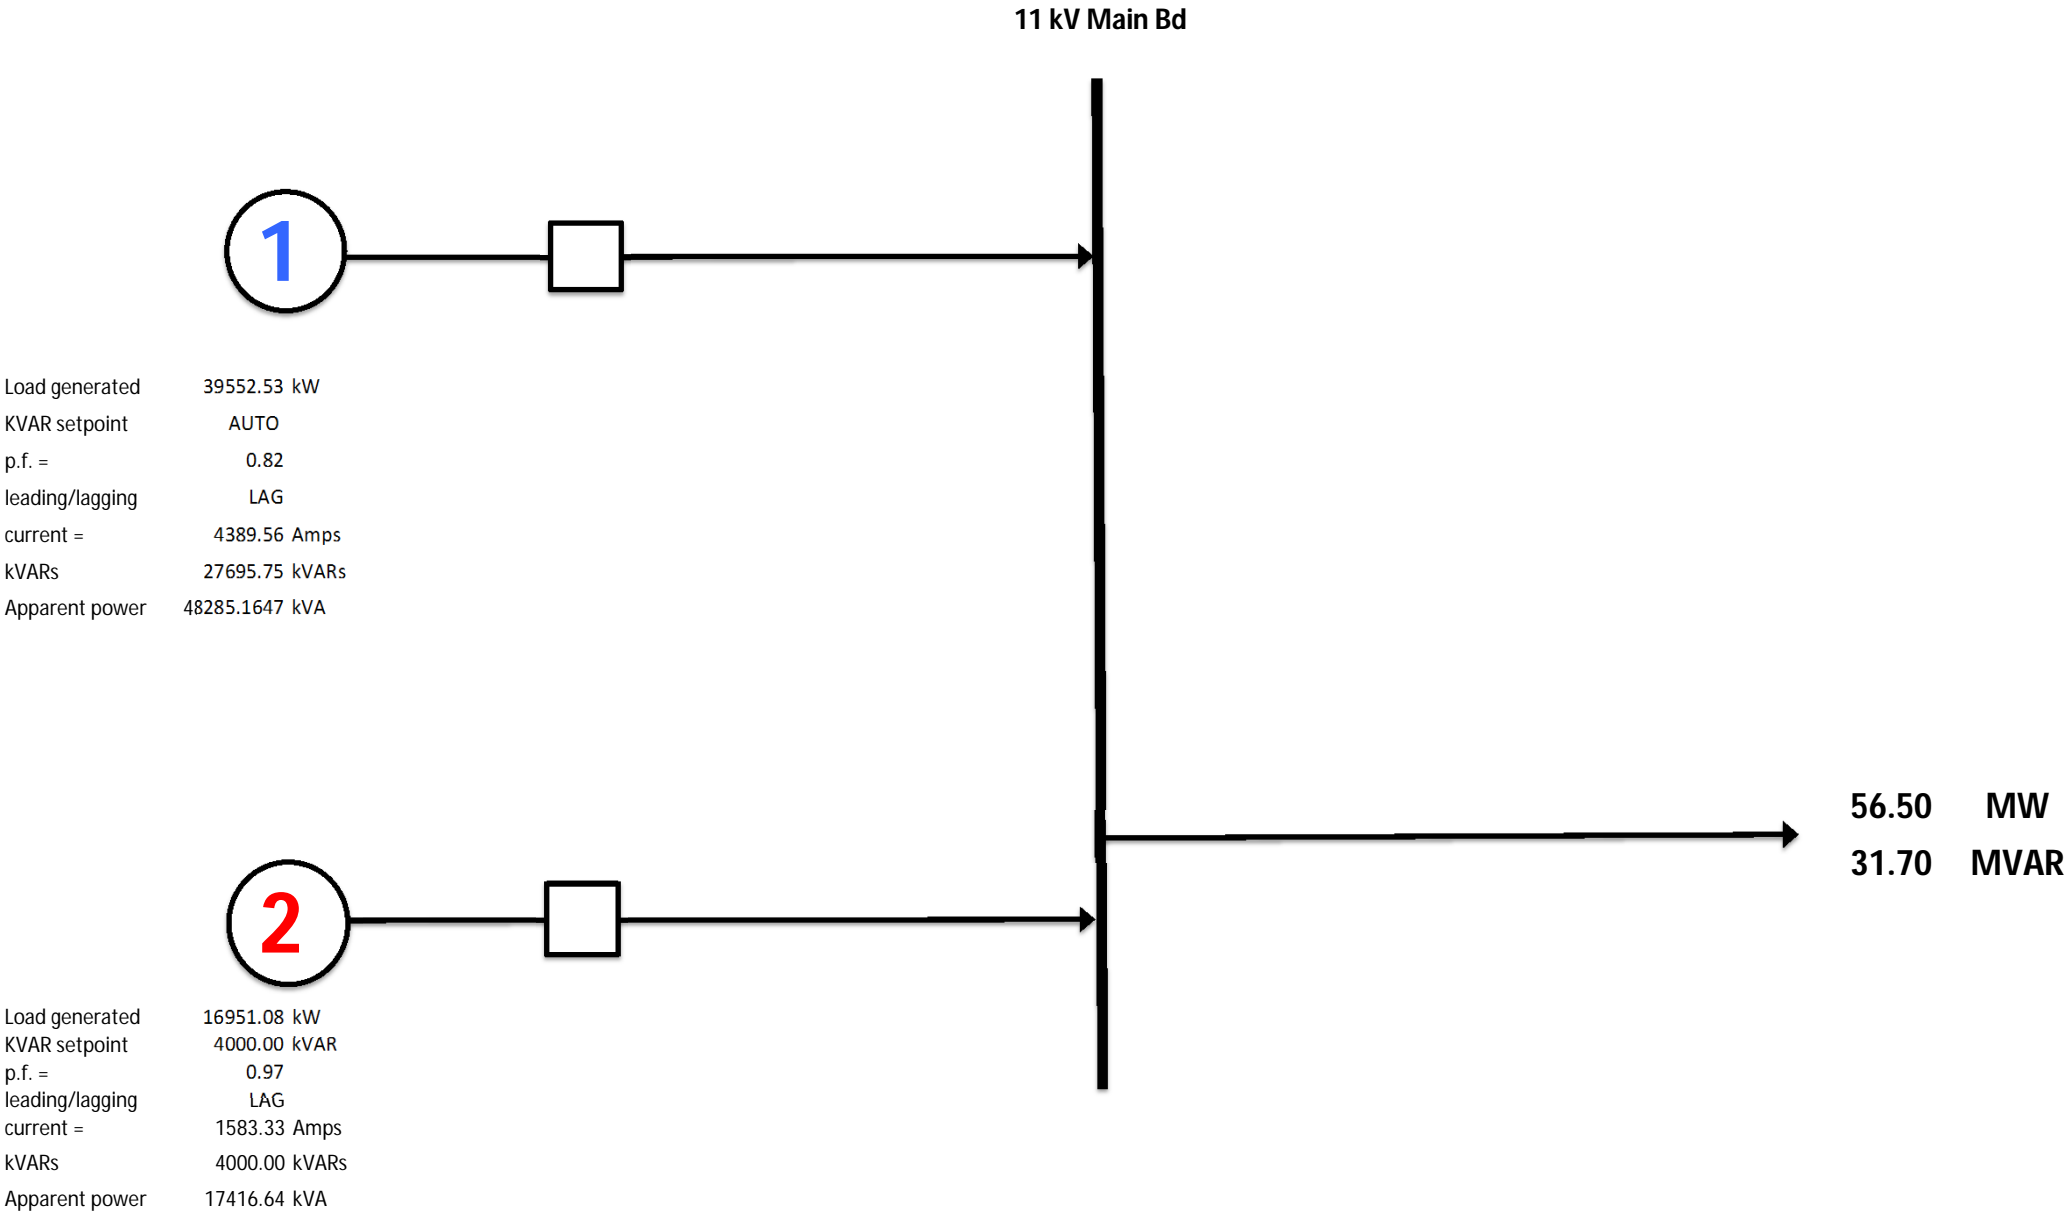 11 kV Main Bd
1
Load generated 39552.53 kW
KVAR setpoint AUTO
p.f. = 0.82
leading/lagging LAG
current = 4389.56 Amps
kVARs 27695.75 kVARs
Apparent power 48285.1647 kVA
56.50 MW
31.70 MVAR
2
Load generated 16951.08 kW
KVAR setpoint 4000.00 kVAR
p.f. = 0.97
leading/lagging LAG
current = 1583.33 Amps
kVARs 4000.00 kVARs
Apparent power 17416.64 kVA